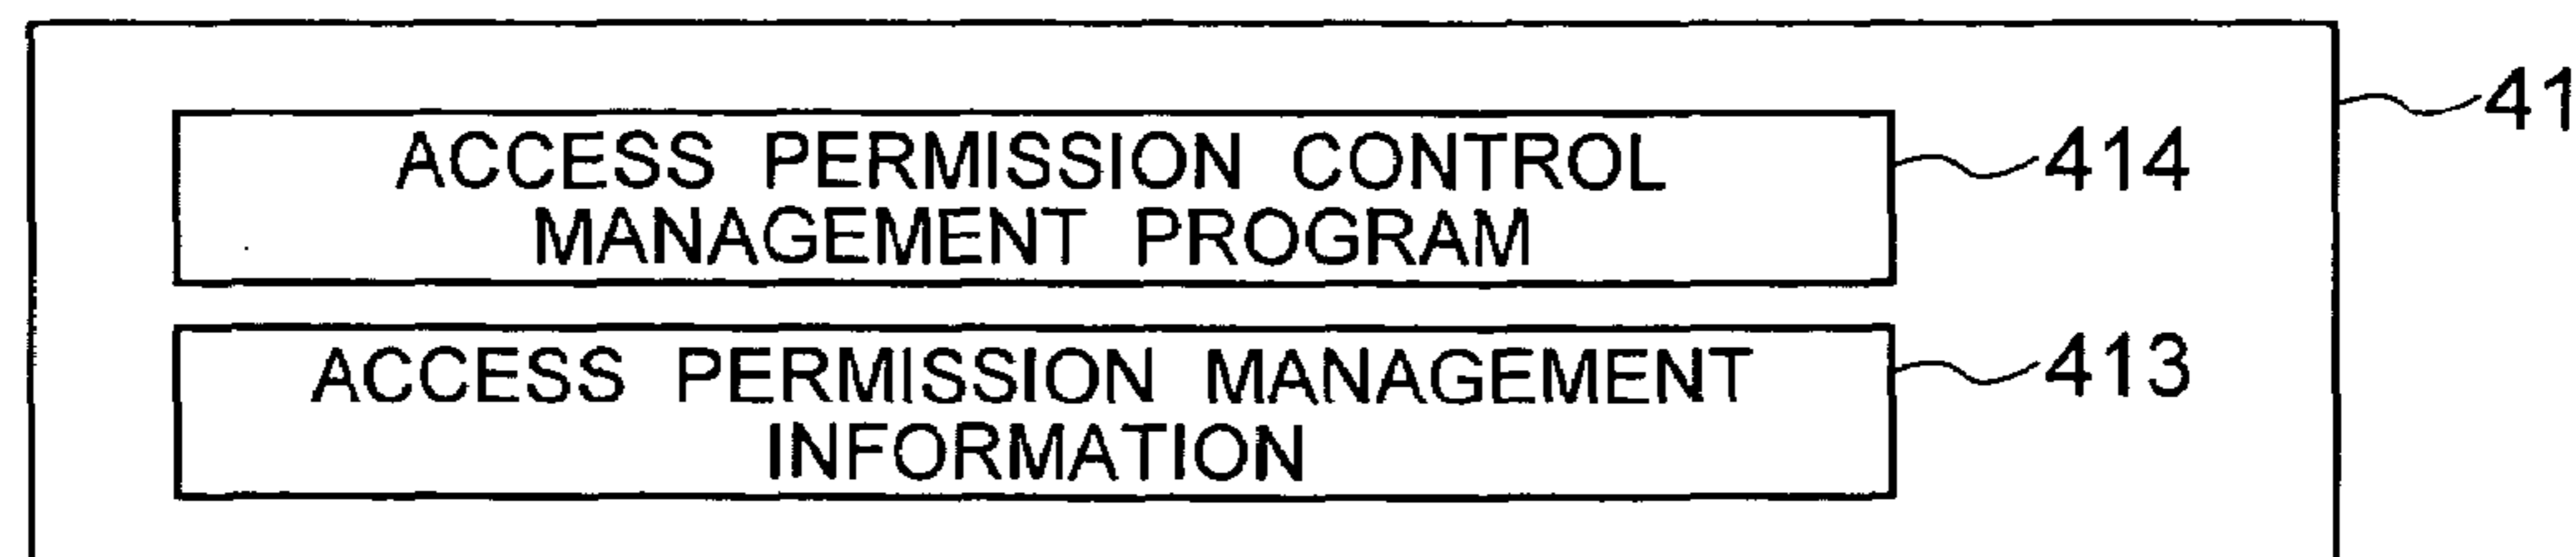 41
ACCESS PERMISSION CONTROL
MANAGEMENT PROGRAM
414
ACCESS PERMISSION MANAGEMENT
INFORMATION
413